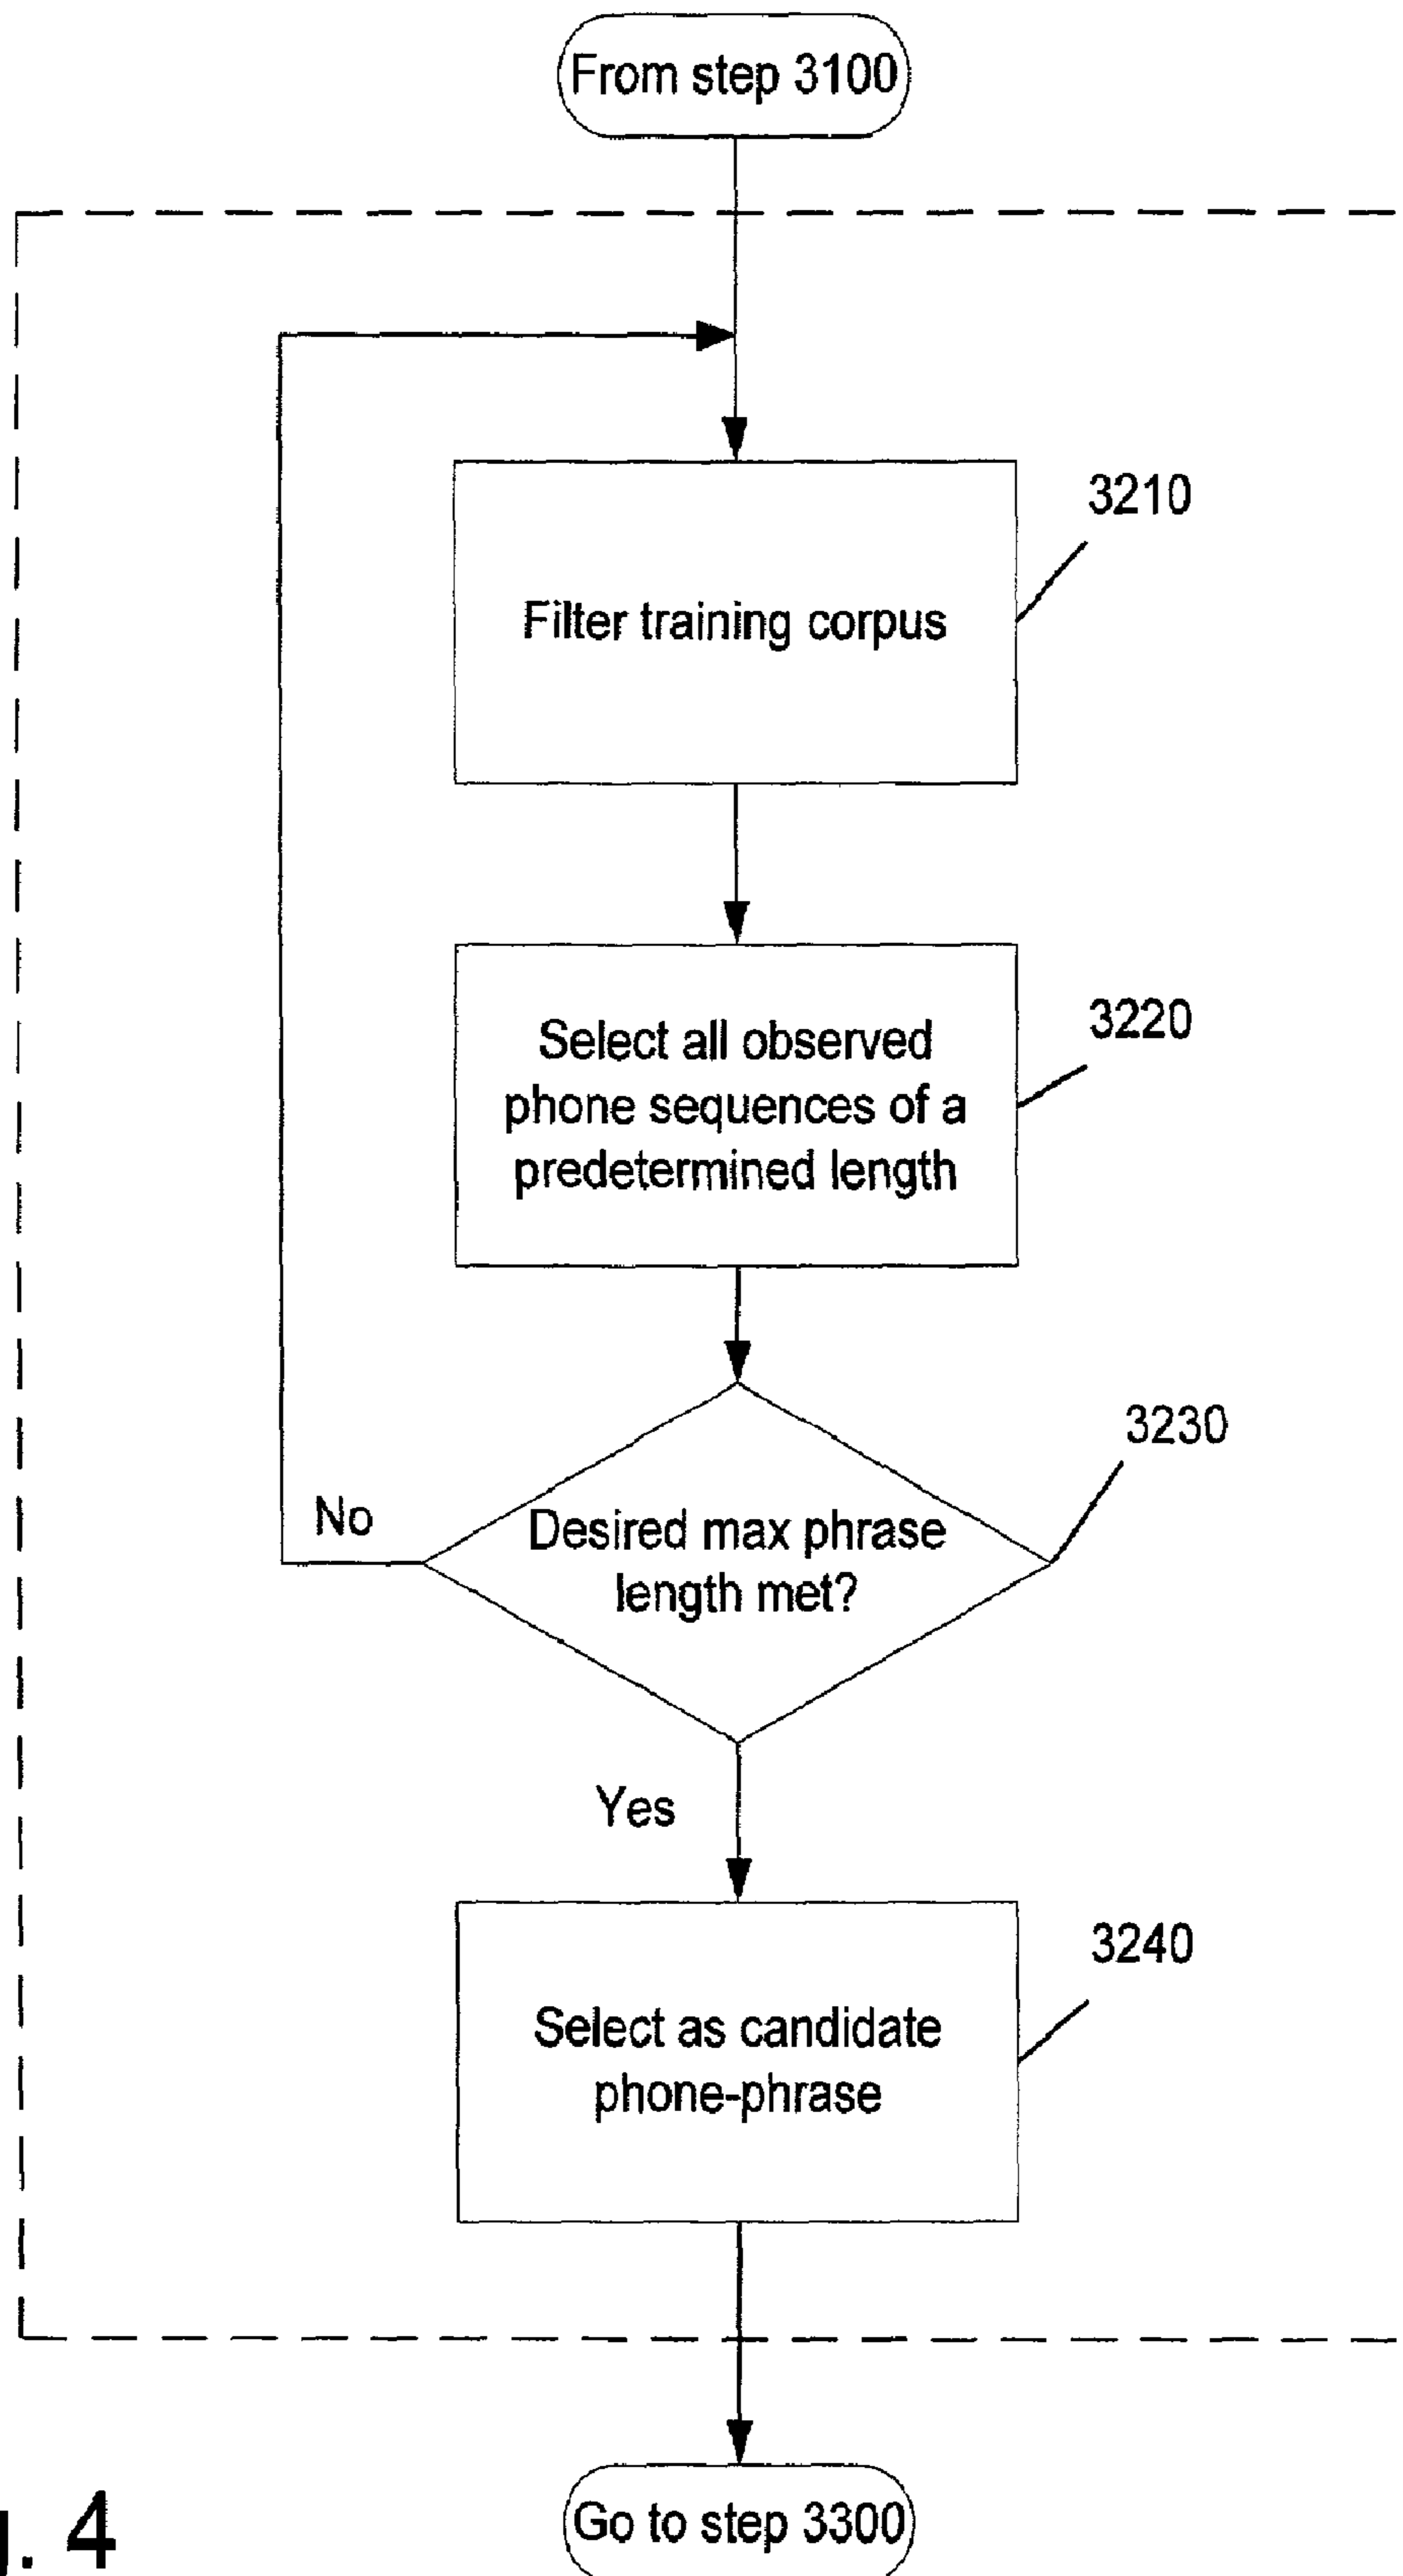 From step 3100
3210
Filter training corpus
3220
Select all observed
phone sequences of a
predetermined length
3230
No
Desired max phrase
length met?
Yes
3240
Select as candidate
phone-phrase
Go to step 3300
g. 4